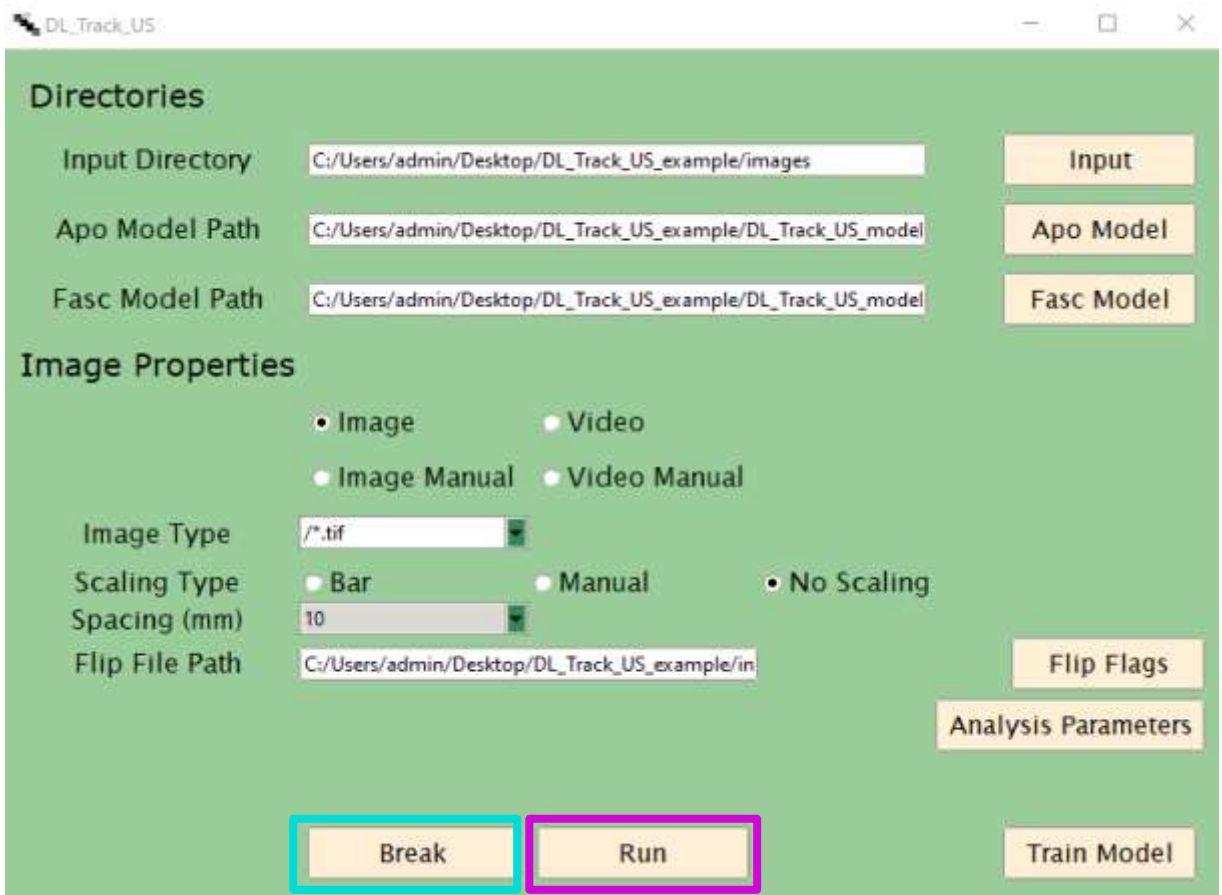 DL_Track_US
Directories
Input Directory C:/Users/admin/Desktop/DL_Track_US_example/images Input
Apo Model Path C:/Users/admin/Desktop/DL_Track_US_example/DL_Track_US_model Apo Model
Fasc Model Path C:/Users/admin/Desktop/DL_Track_US_example/DL_Track_US_model Fasc Model
Image Properties
Image Video
Image Manual Video Manual
Image Type /*.tif
Scaling Type Bar Manual No Scaling
Spacing (mm) 10
Flip File Path C:/Users/admin/Desktop/DL_Track_US_example/in Flip Flags
Analysis Parameters
Break Run Train Model